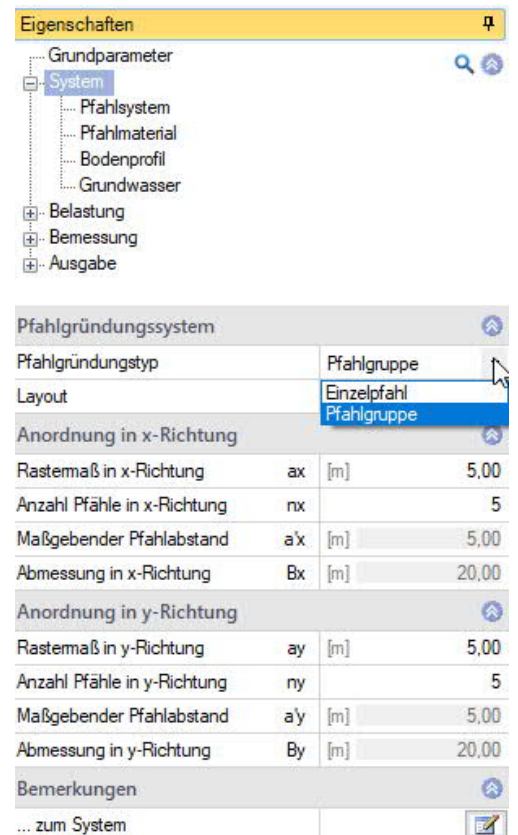 Eigenschaften
Grundparameter
System
Pfahlsystem
Pfahlmaterial
Bodenprofil
Grundwasser
Belastung
Bemessung
Ausgabe
Pfahlgründungssystem
Pfahlgründungstyp Pfahlgruppe
Layout Einzelpfahl
Pfahlgruppe
Anordnung in x-Richtung
Rastermaß in x-Richtung ax [m] 5,00
Anzahl Pfähle in x-Richtung nx 5
Maßgebender Pfahlabstand a'x [m] 5,00
Abmessung in x-Richtung Bx [m] 20,00
Anordnung in y-Richtung
Rastermaß in y-Richtung ay [m] 5,00
Anzahl Pfähle in y-Richtung ny 5
Maßgebender Pfahlabstand a'y [m] 5,00
Abmessung in y-Richtung By [m] 20,00
Bemerkungen
... zum System